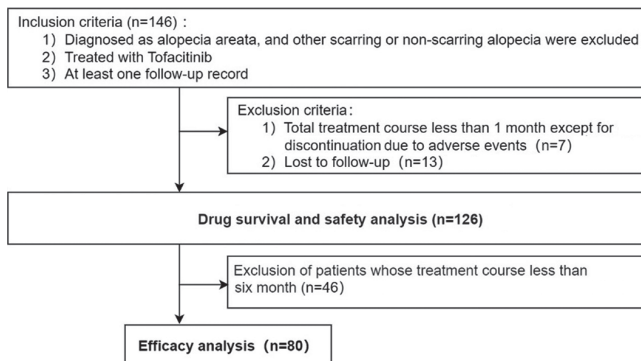 Inclusion criteria (n=146) :
1) Diagnosed as alopecia areata, and other scarring or non-scarring alopecia were excluded
2) Treated with Tofacitinib
3) At least one follow-up record
Exclusion criteria:
1) Total treatment course less than 1 month except for
discontinuation due to adverse events (n=7)
2) Lost to follow-up (n=13)
Drug survival and safety analysis (n=126)
Exclusion of patients whose treatment course less than
six month (n=46)
Efficacy analysis (n=80)